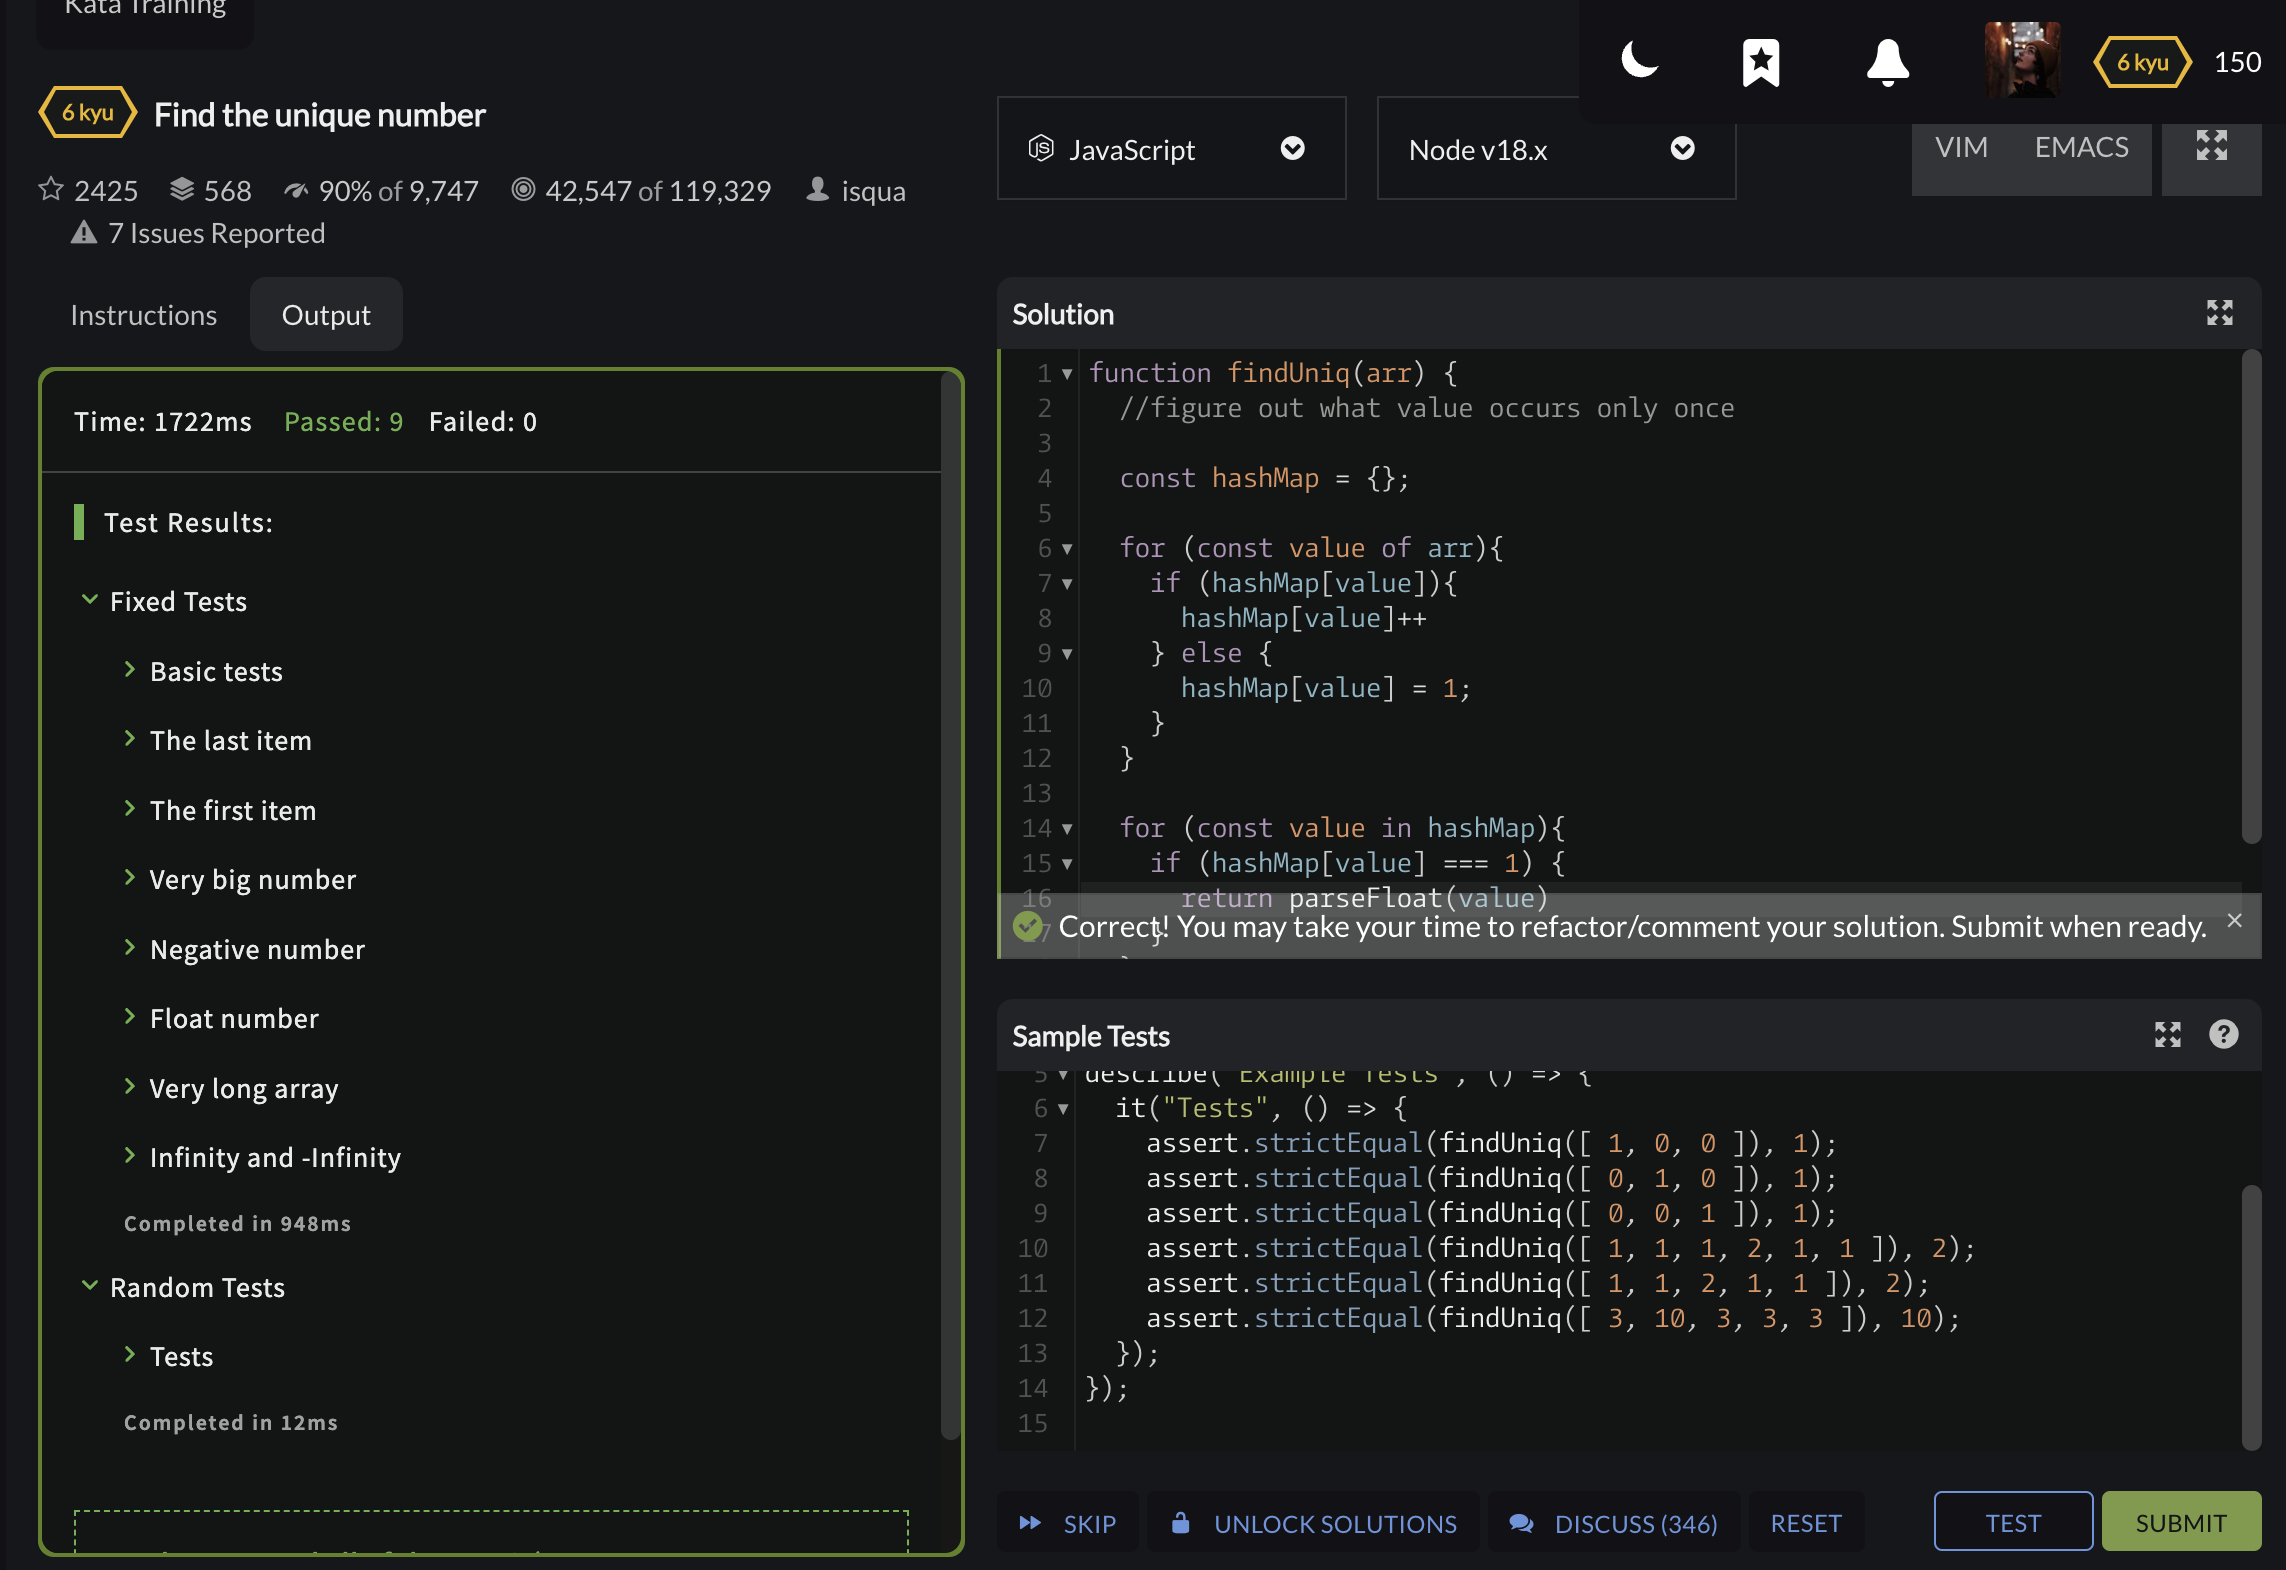 Kata Training
6 kyu 150
6 kyu Find the unique number
2425 568 90% of 9,747 42,547 of 119,329 isqua
7 Issues Reported
JavaScript
Node v18.x
VIM EMACS
Instructions Output
Time: 1722ms Passed: 9 Failed: 0
Test Results:
Fixed Tests
Basic tests
The last item
The first item
Very big number
Negative number
Float number
Very long array
Infinity and -Infinity
Completed in 948ms
Random Tests
Tests
Completed in 12ms
Solution
1 function findUniq(arr) {
2 //figure out what value occurs only once
3
4 const hashMap = {};
5
6 for (const value of arr){
7 if (hashMap[value]){
8 hashMap[value]++
9 } else {
10 hashMap[value] = 1;
11 }
12 }
13
14 for (const value in hashMap){
15 if (hashMap[value] === 1) {
16 return parseFloat(value)
17 }
Correct! You may take your time to refactor/comment your solution. Submit when ready.
Sample Tests
5 describe("Example Tests", () => {
6 it("Tests", () => {
7 assert.strictEqual(findUniq([ 1, 0, 0 ]), 1);
8 assert.strictEqual(findUniq([ 0, 1, 0 ]), 1);
9 assert.strictEqual(findUniq([ 0, 0, 1 ]), 1);
10 assert.strictEqual(findUniq([ 1, 1, 1, 2, 1, 1 ]), 2);
11 assert.strictEqual(findUniq([ 1, 1, 2, 1, 1 ]), 2);
12 assert.strictEqual(findUniq([ 3, 10, 3, 3, 3 ]), 10);
13 });
14 });
15
SKIP UNLOCK SOLUTIONS DISCUSS (346) RESET TEST SUBMIT